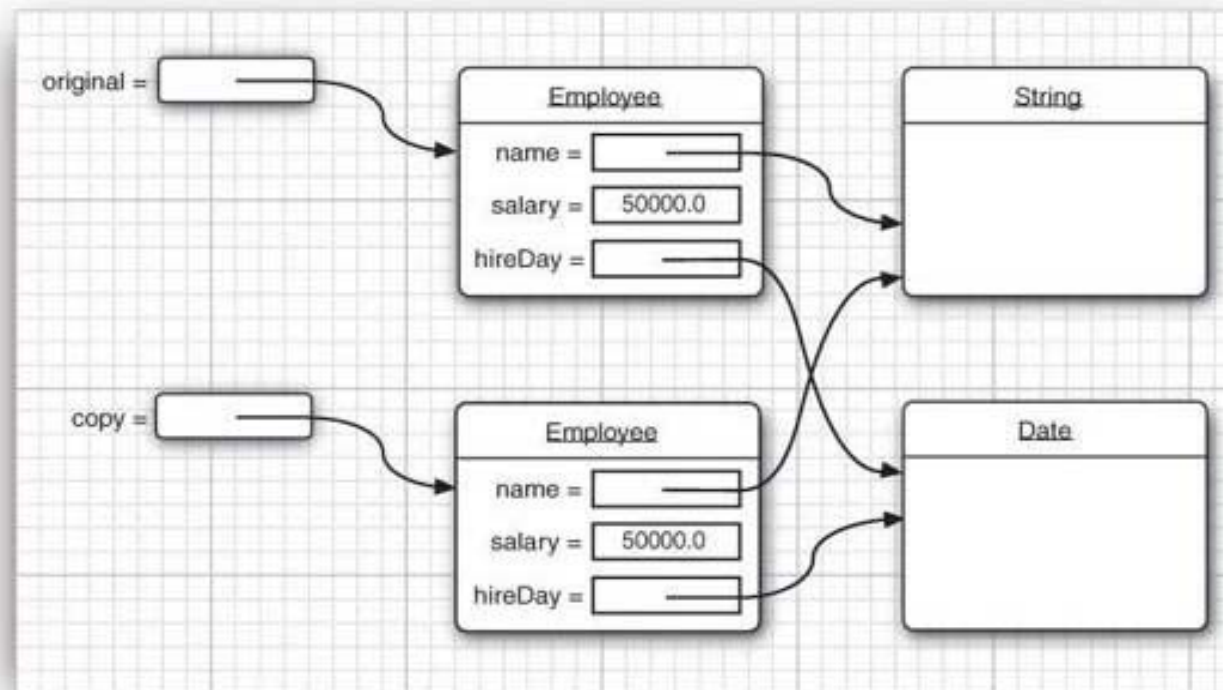 original =
Employee
name =
salary = 50000.0
hireDay =
String
copy =
Employee
name =
salary = 50000.0
hireDay =
Date